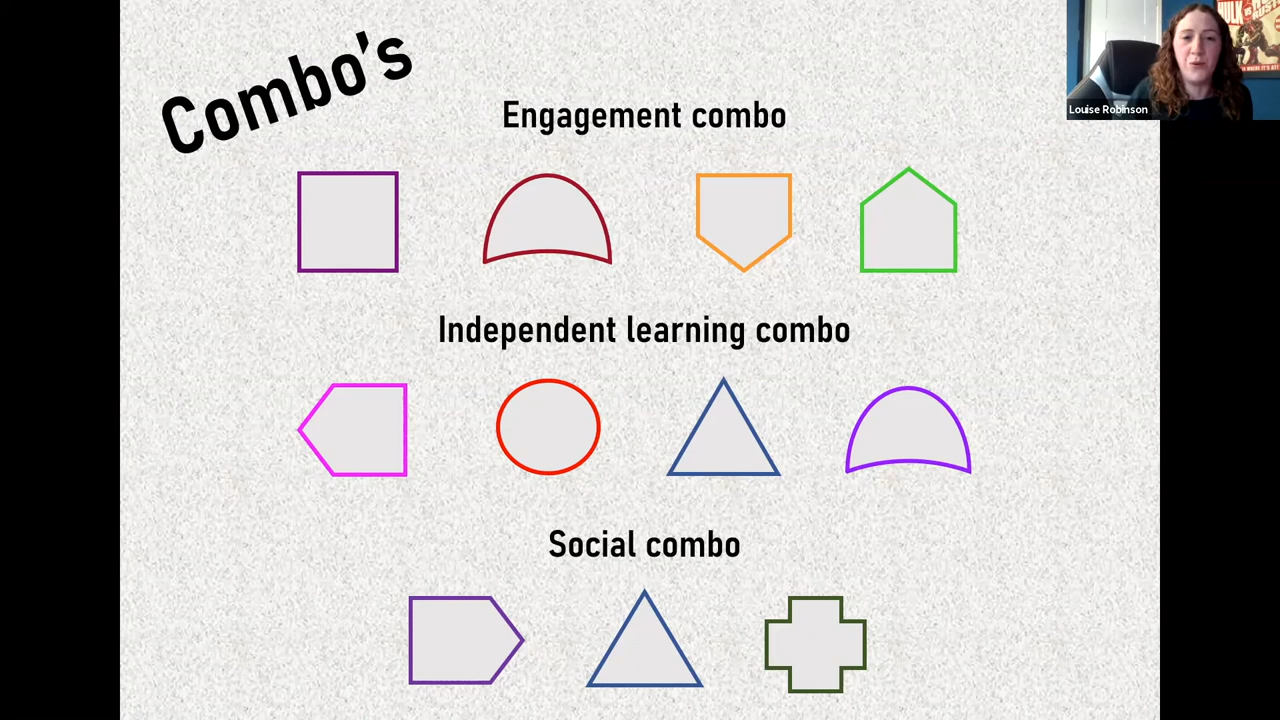 Combo's
Engagement combo
Independent learning combo
Social combo
Louise Robinson